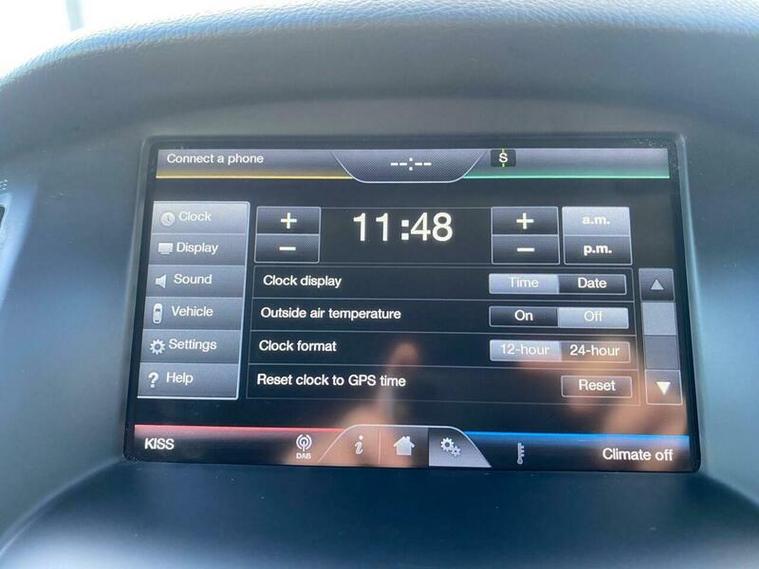 Connect a phone
--:--
S
Clock
+
11:48
+
a.m.
−
−
p.m.
Display
Sound
Clock display
Time
Date
Vehicle
Outside air temperature
On
Off
Settings
Clock format
12-hour
24-hour
? Help
Reset clock to GPS time
Reset
KISS
DAB
i
Climate off